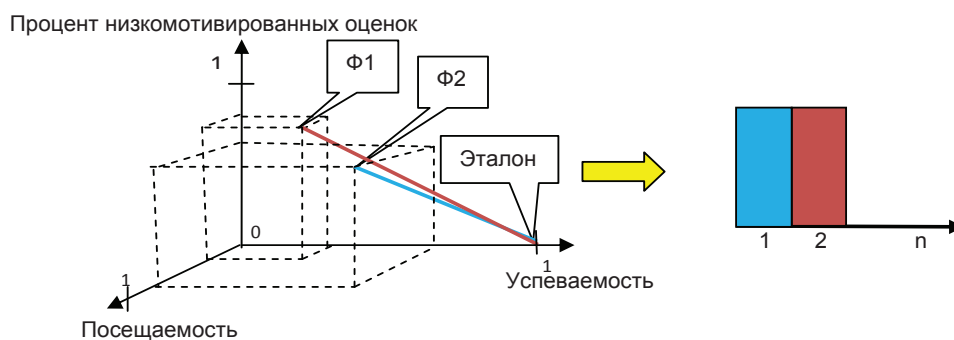 Процент низкомотивированных оценок
1
Ф1
Ф2
Эталон
0
1
1
Успеваемость
Посещаемость
1
2
n